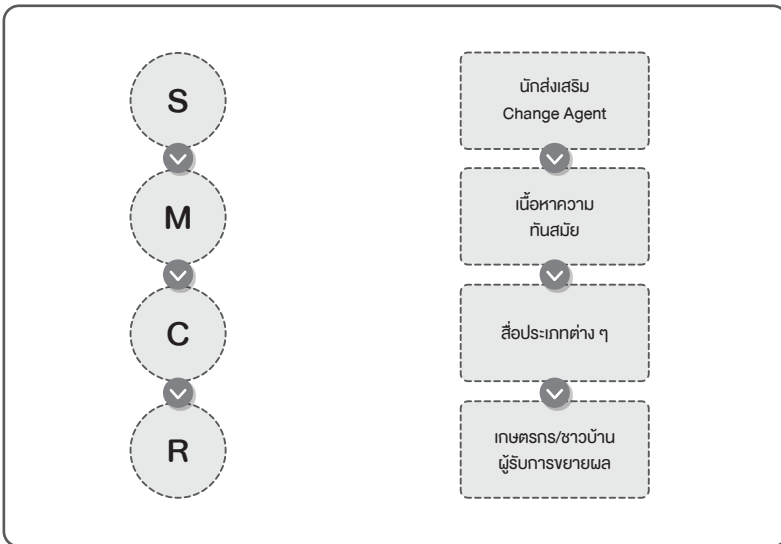 S
M
C
R
นักส่งเสริม
Change Agent
เนื้อหาความ
ทันสมัย
สื่อประเภทต่าง ๆ
เกษตรกร/ชาวบ้าน
ผู้รับการขยายผล